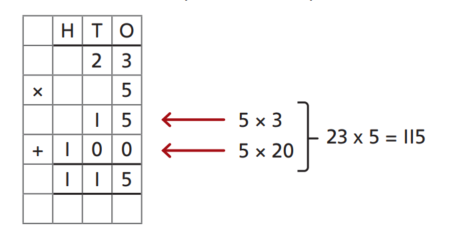 H T O
2 3
× 5
1 5 5 × 3
+ 1 0 0 5 × 20
23 x 5 = 115
1 1 5